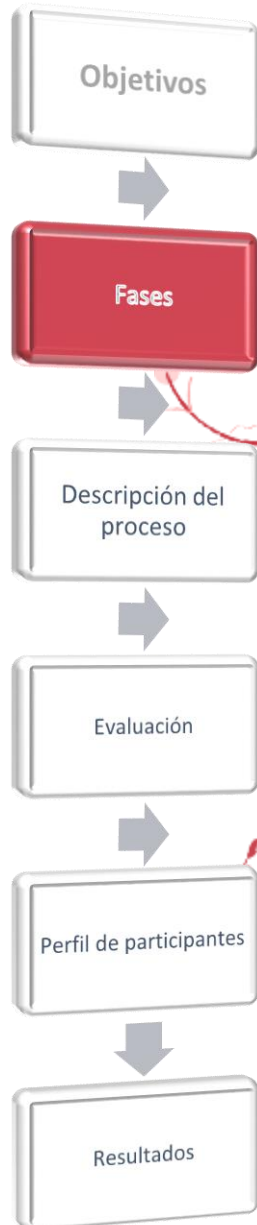 Objetivos
Fases
Descripción del
proceso
Evaluación
Perfil de participantes
Resultados